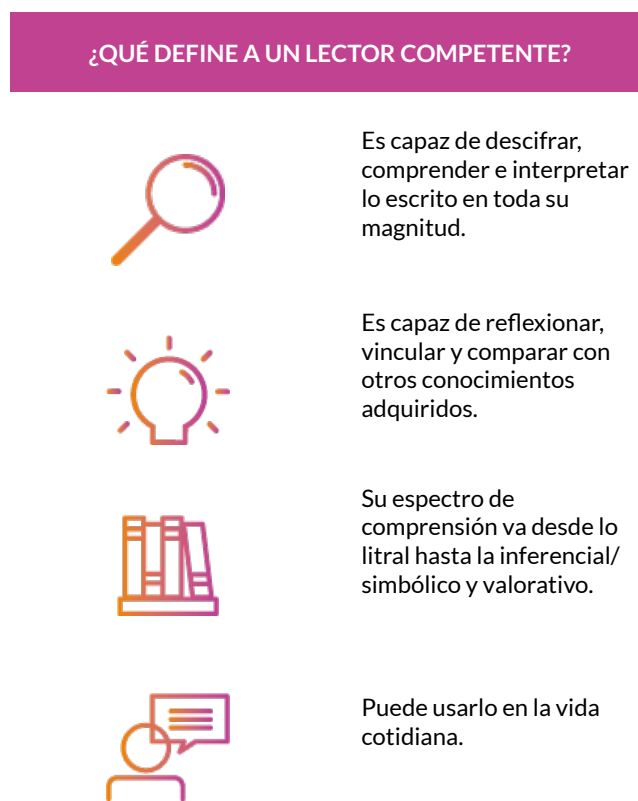 ¿QUÉ DEFINE A UN LECTOR COMPETENTE?
Es capaz de descifrar,
comprender e interpretar
lo escrito en toda su
magnitud.
Es capaz de reflexionar,
vincular y comparar con
otros conocimientos
adquiridos.
Su espectro de
comprensión va desde lo
litral hasta la inferencial/
simbólico y valorativo.
Puede usarlo en la vida
cotidiana.